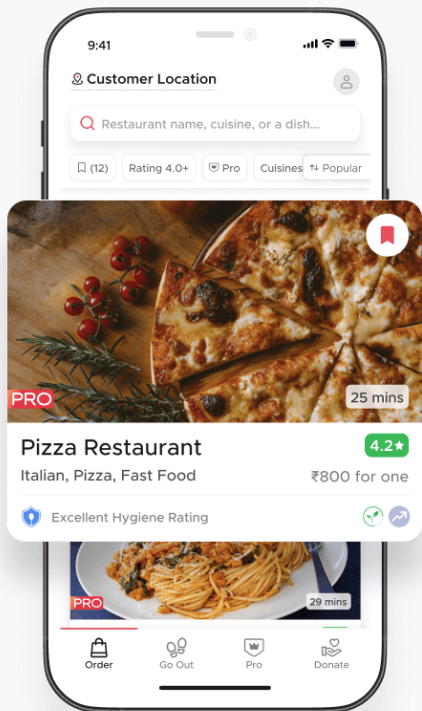 9:41
Customer Location
Restaurant name, cuisine, or a dish...
(12) Rating 4.0+ Pro Cuisines Popular
PRO
25 mins
Pizza Restaurant 4.2★
Italian, Pizza, Fast Food ₹800 for one
Excellent Hygiene Rating
PRO
29 mins
Order Go Out Pro Donate